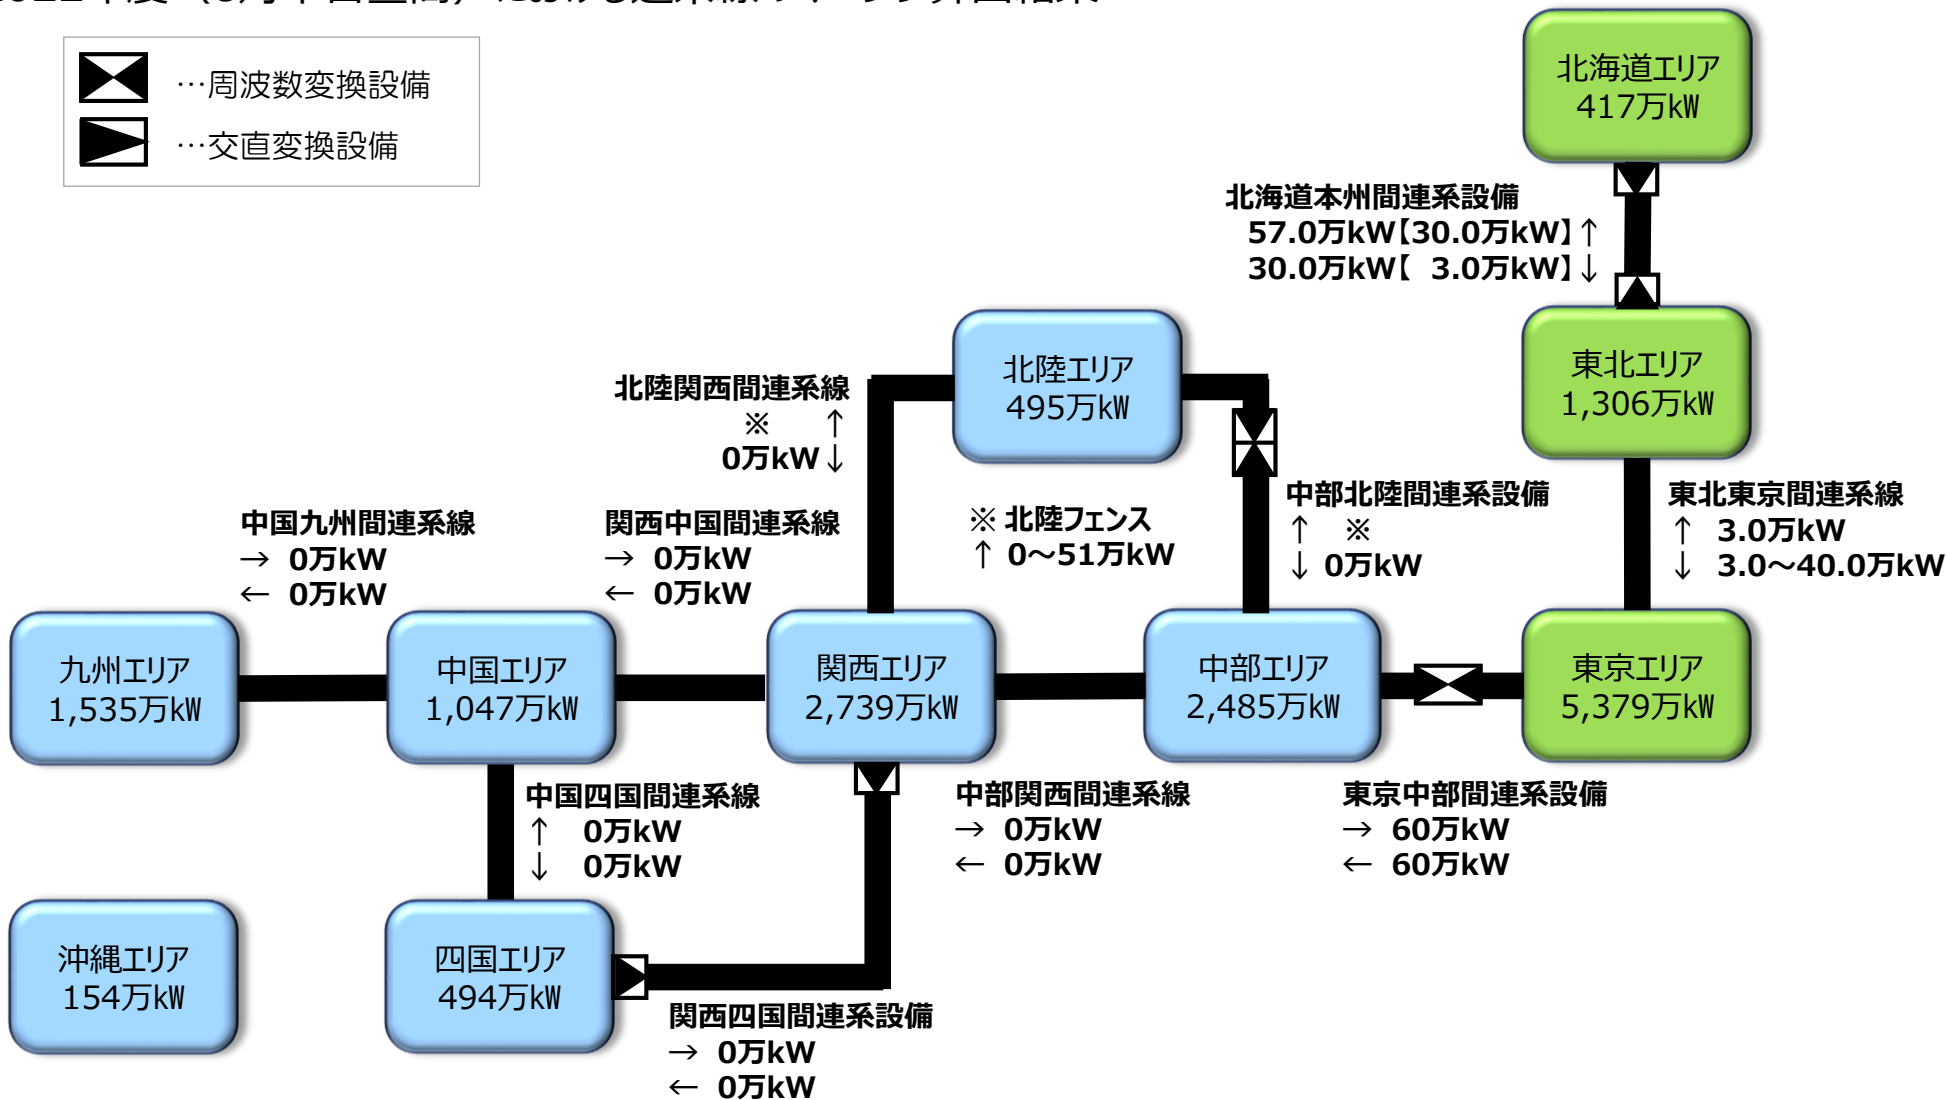 …周波数変換設備
…交直変換設備
北海道エリア
417万kW
北海道本州間連系設備
57.0万kW【30.0万kW】↑
30.0万kW【 3.0万kW】↓
東北エリア
1,306万kW
北陸エリア
495万kW
北陸関西間連系線
※ ↑
0万kW↓
中部北陸間連系設備
↑ ※
↓ 0万kW
東北東京間連系線
↑ 3.0万kW
↓ 3.0～40.0万kW
※ 北陸フェンス
↑ 0～51万kW
中国九州間連系線
→ 0万kW
← 0万kW
関西中国間連系線
→ 0万kW
← 0万kW
九州エリア
1,535万kW
中国エリア
1,047万kW
関西エリア
2,739万kW
中部エリア
2,485万kW
東京エリア
5,379万kW
中国四国間連系線
↑ 0万kW
↓ 0万kW
中部関西間連系線
→ 0万kW
← 0万kW
東京中部間連系設備
→ 60万kW
← 60万kW
沖縄エリア
154万kW
四国エリア
494万kW
関西四国間連系設備
→ 0万kW
← 0万kW